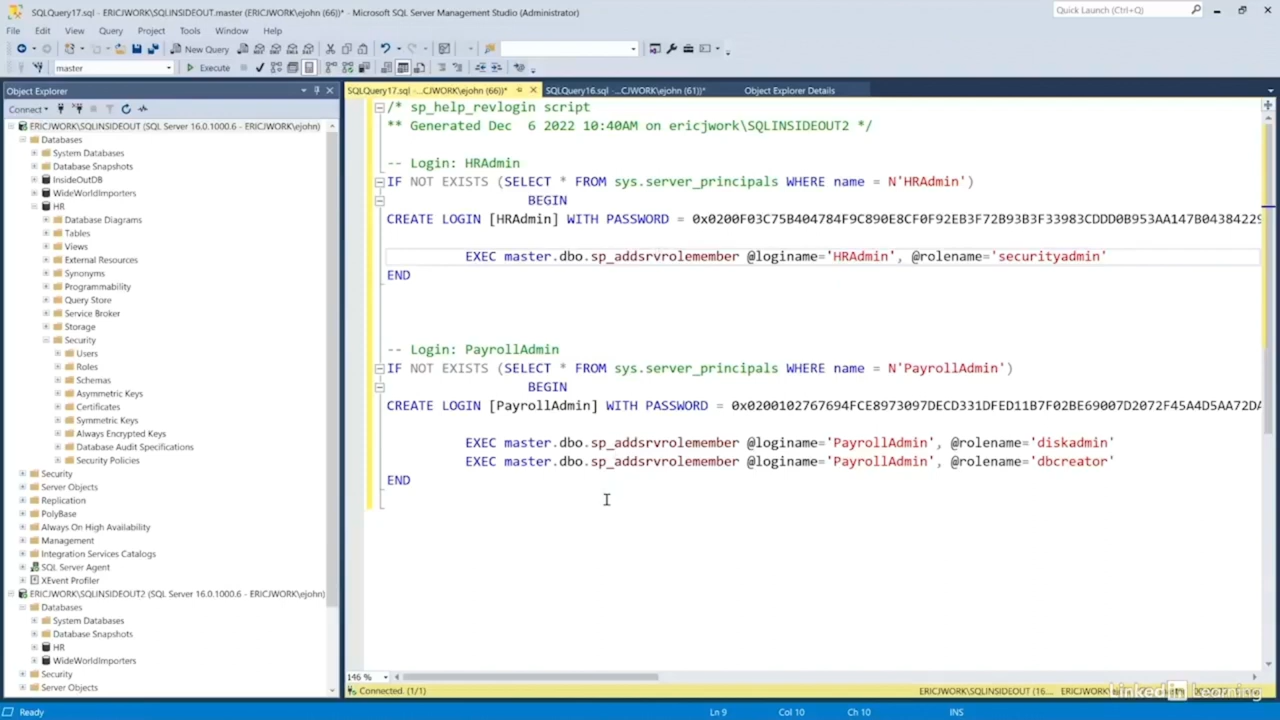 SQLQuery17.sql - ERICJWORK\SQLINSIDEOUT.master (ERICJWORK\ejohn (66))* - Microsoft SQL Server Management Studio (Administrator)
Quick Launch (Ctrl+Q)
File Edit View Query Project Tools Window Help
New Query
master
Execute
Object Explorer
SQLQuery17.sql -...CJWORK\ejohn (66))*
SQLQuery16.sql -...CJWORK\ejohn (61))*
Object Explorer Details
Connect
ERICJWORK\SQLINSIDEOUT (SQL Server 16.0.1000.6 - ERICJWORK\ejohn)
Databases
System Databases
Database Snapshots
InsideOutDB
WideWorldImporters
HR
Database Diagrams
Tables
Views
External Resources
Synonyms
Programmability
Query Store
Service Broker
Storage
Security
Users
Roles
Schemas
Asymmetric Keys
Certificates
Symmetric Keys
Always Encrypted Keys
Database Audit Specifications
Security Policies
Security
Server Objects
Replication
PolyBase
Always On High Availability
Management
Integration Services Catalogs
SQL Server Agent
XEvent Profiler
ERICJWORK\SQLINSIDEOUT2 (SQL Server 16.0.1000.6 - ERICJWORK\ejohn)
Databases
System Databases
Database Snapshots
HR
WideWorldImporters
Security
Server Objects
/* sp_help_revlogin script
** Generated Dec 6 2022 10:40AM on ericjwork\SQLINSIDEOUT2 */
-- Login: HRAdmin
IF NOT EXISTS (SELECT * FROM sys.server_principals WHERE name = N'HRAdmin')
BEGIN
CREATE LOGIN [HRAdmin] WITH PASSWORD = 0x0200F03C75B404784F9C890E8CF0F92EB3F72B93B3F33983CDDD0B953AA147B04384229
EXEC master.dbo.sp_addsrvrolemember @loginame='HRAdmin', @rolename='securityadmin'
END
-- Login: PayrollAdmin
IF NOT EXISTS (SELECT * FROM sys.server_principals WHERE name = N'PayrollAdmin')
BEGIN
CREATE LOGIN [PayrollAdmin] WITH PASSWORD = 0x0200102767694FCE8973097DECD331DFED11B7F02BE69007D2072F45A4D5AA72DA
EXEC master.dbo.sp_addsrvrolemember @loginame='PayrollAdmin', @rolename='diskadmin'
EXEC master.dbo.sp_addsrvrolemember @loginame='PayrollAdmin', @rolename='dbcreator'
END
146 %
Connected. (1/1)
ERICJWORK\SQLINSIDEOUT (16....
LinkedIn Learning
Ready
Ln 9
Col 10
Ch 10
INS